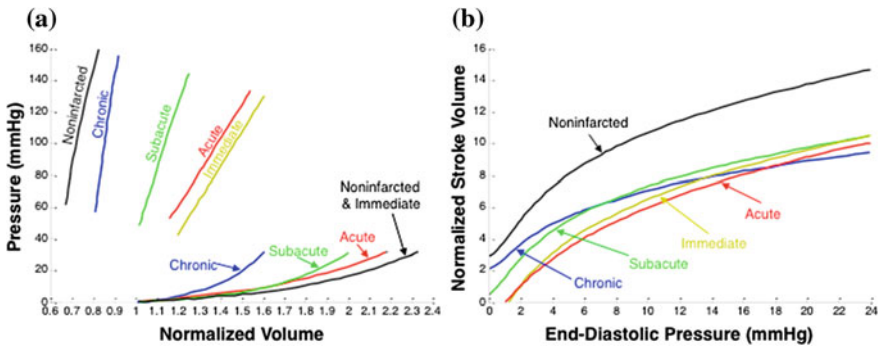 (a)
Pressure (mmHg)
160
140
120
100
80
60
40
20
0
Noninfarcted
Chronic
Subacute
Acute
Immediate
Noninfarcted
& Immediate
Chronic
Subacute
Acute
0.6 0.7 0.8 0.9 1 1.1 1.2 1.3 1.4 1.5 1.6 1.7 1.8 1.9 2 2.1 2.2 2.3 2.4
Normalized Volume
(b)
Normalized Stroke Volume
16
14
12
10
8
6
4
2
0
Noninfarcted
Acute
Immediate
Subacute
Chronic
0 2 4 6 8 10 12 14 16 18 20 22 24
End-Diastolic Pressure (mmHg)